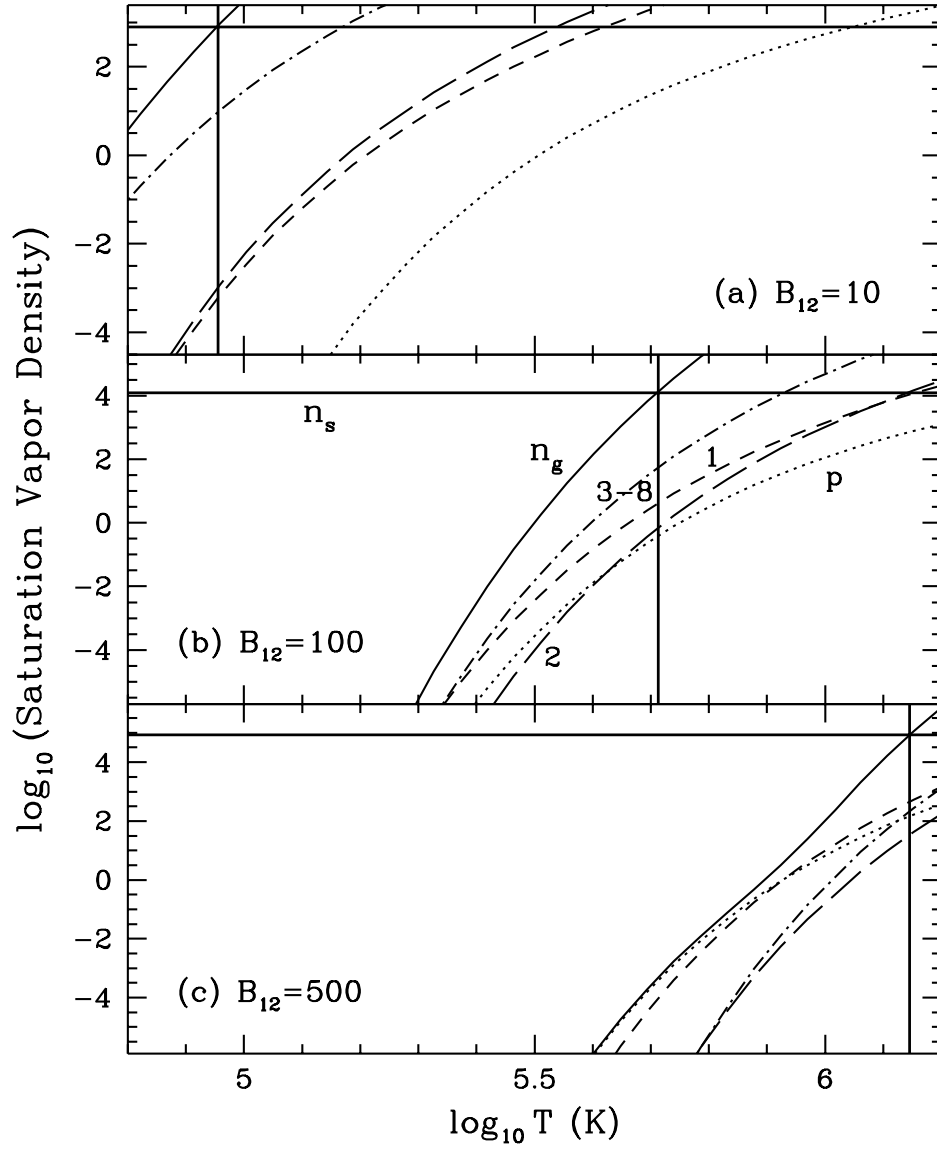 log₁₀(Saturation Vapor Density)
2
0
−2
−4
(a) B₁₂=10
4
2
0
−2
−4
nₛ
n_g
3−8
1
p
2
(b) B₁₂=100
4
2
0
−2
−4
(c) B₁₂=500
5
5.5
6
log₁₀ T (K)